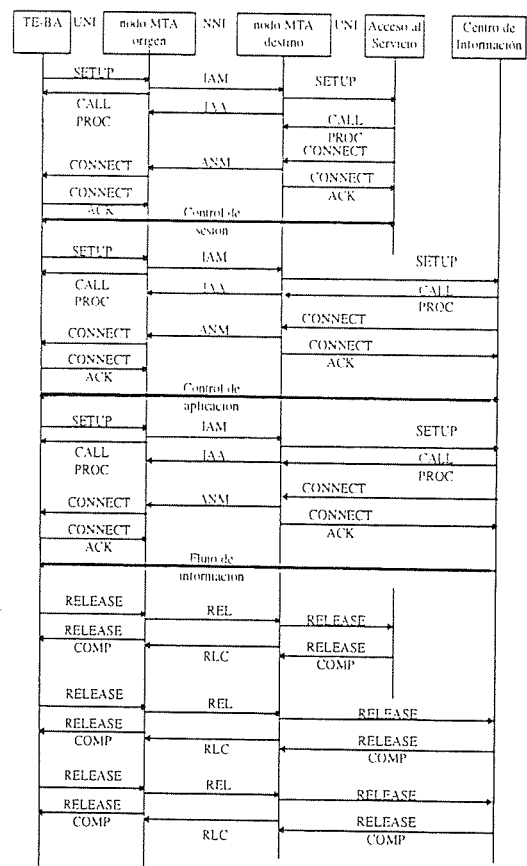 TE-BA UNI nodo MTA NNI nodo MTA UNI Acceso al Centro de
origen destino Servicio Información
SETUP IAM SETUP
CALL IAA CALL
PROC PROC
CONNECT
CONNECT ANM CONNECT
CONNECT ACK
ACK Control de
sesión
SETUP IAM SETUP
CALL IAA CALL
PROC PROC
CONNECT
CONNECT ANM CONNECT
CONNECT ACK
ACK Control de
aplicación
SETUP IAM SETUP
CALL IAA CALL
PROC PROC
CONNECT
CONNECT ANM CONNECT
CONNECT ACK
ACK Flujo de
información
RELEASE REL RELEASE
RELEASE RELEASE
COMP RLC COMP
RELEASE REL RELEASE
RELEASE RLC RELEASE
COMP COMP
RELEASE REL RELEASE
RELEASE RELEASE
COMP RLC COMP